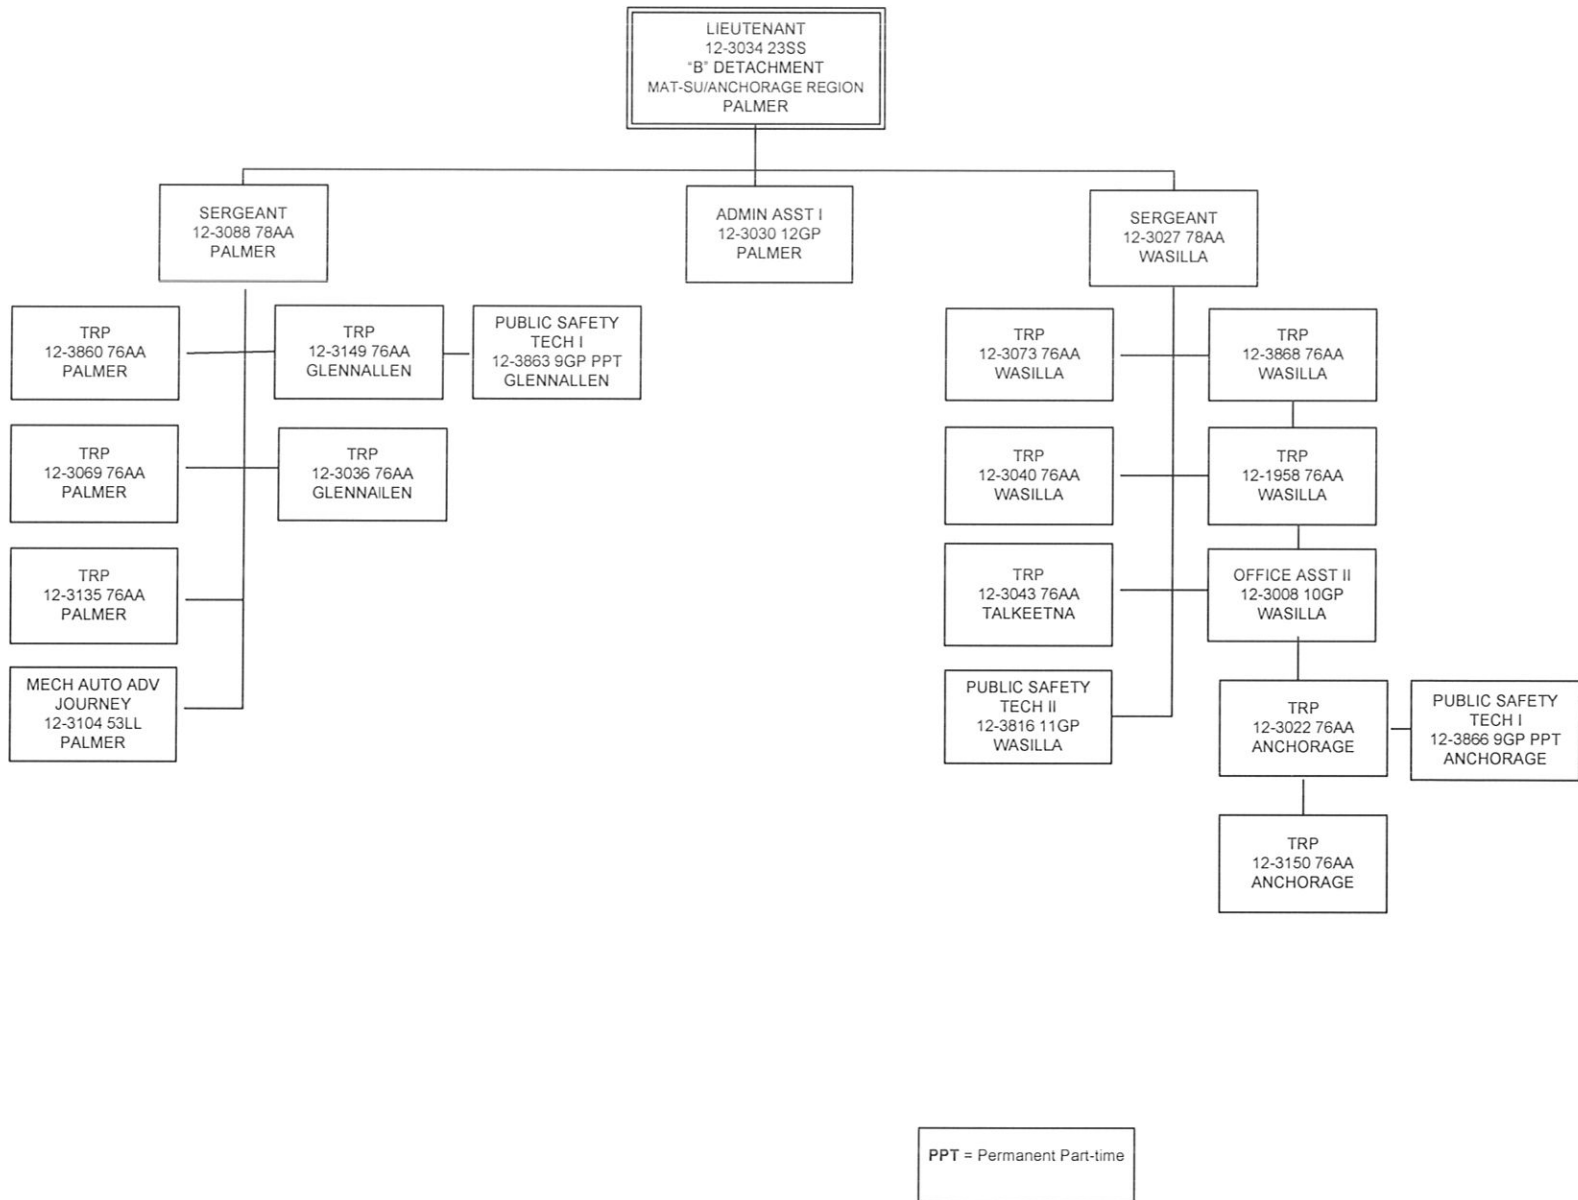 LIEUTENANT
12-3034 23SS
"B" DETACHMENT
MAT-SU/ANCHORAGE REGION
PALMER
SERGEANT
12-3088 78AA
PALMER
ADMIN ASST I
12-3030 12GP
PALMER
SERGEANT
12-3027 78AA
WASILLA
TRP
12-3860 76AA
PALMER
TRP
12-3149 76AA
GLENNALLEN
PUBLIC SAFETY
TECH I
12-3863 9GP PPT
GLENNALLEN
TRP
12-3073 76AA
WASILLA
TRP
12-3868 76AA
WASILLA
TRP
12-3069 76AA
PALMER
TRP
12-3036 76AA
GLENNAILEN
TRP
12-3040 76AA
WASILLA
TRP
12-1958 76AA
WASILLA
TRP
12-3135 76AA
PALMER
TRP
12-3043 76AA
TALKEETNA
OFFICE ASST II
12-3008 10GP
WASILLA
MECH AUTO ADV
JOURNEY
12-3104 53LL
PALMER
PUBLIC SAFETY
TECH II
12-3816 11GP
WASILLA
TRP
12-3022 76AA
ANCHORAGE
PUBLIC SAFETY
TECH I
12-3866 9GP PPT
ANCHORAGE
TRP
12-3150 76AA
ANCHORAGE
PPT = Permanent Part-time